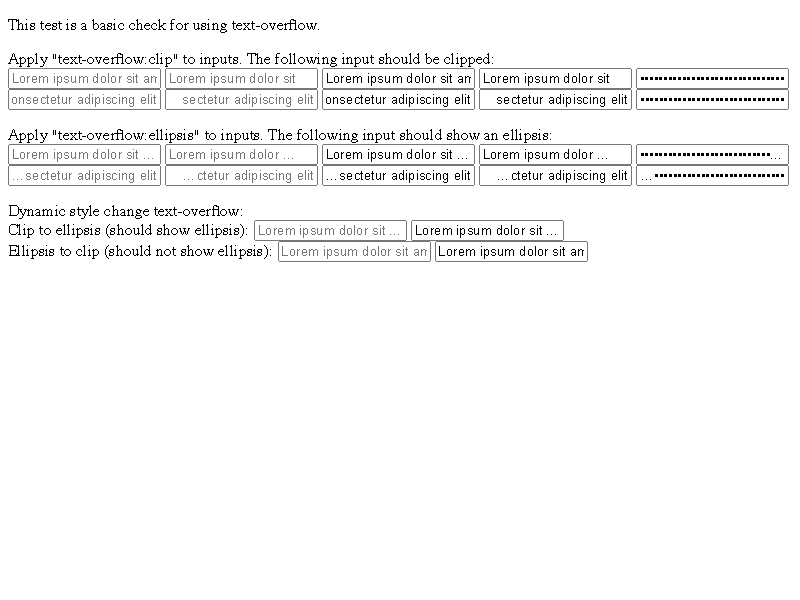 This test is a basic check for using text-overflow.
Apply "text-overflow:clip" to inputs. The following input should be clipped:
Lorem ipsum dolor sit am Lorem ipsum dolor sit Lorem ipsum dolor sit am Lorem ipsum dolor sit ••••••••••••••••••••••••••••••
onsectetur adipiscing elit sectetur adipiscing elit onsectetur adipiscing elit sectetur adipiscing elit ••••••••••••••••••••••••••••••
Apply "text-overflow:ellipsis" to inputs. The following input should show an ellipsis:
Lorem ipsum dolor sit ... Lorem ipsum dolor ... Lorem ipsum dolor sit ... Lorem ipsum dolor ... •••••••••••••••••••••••••••...
...sectetur adipiscing elit ...ctetur adipiscing elit ...sectetur adipiscing elit ...ctetur adipiscing elit ...•••••••••••••••••••••••••••
Dynamic style change text-overflow:
Clip to ellipsis (should show ellipsis): Lorem ipsum dolor sit ... Lorem ipsum dolor sit ...
Ellipsis to clip (should not show ellipsis): Lorem ipsum dolor sit am Lorem ipsum dolor sit am